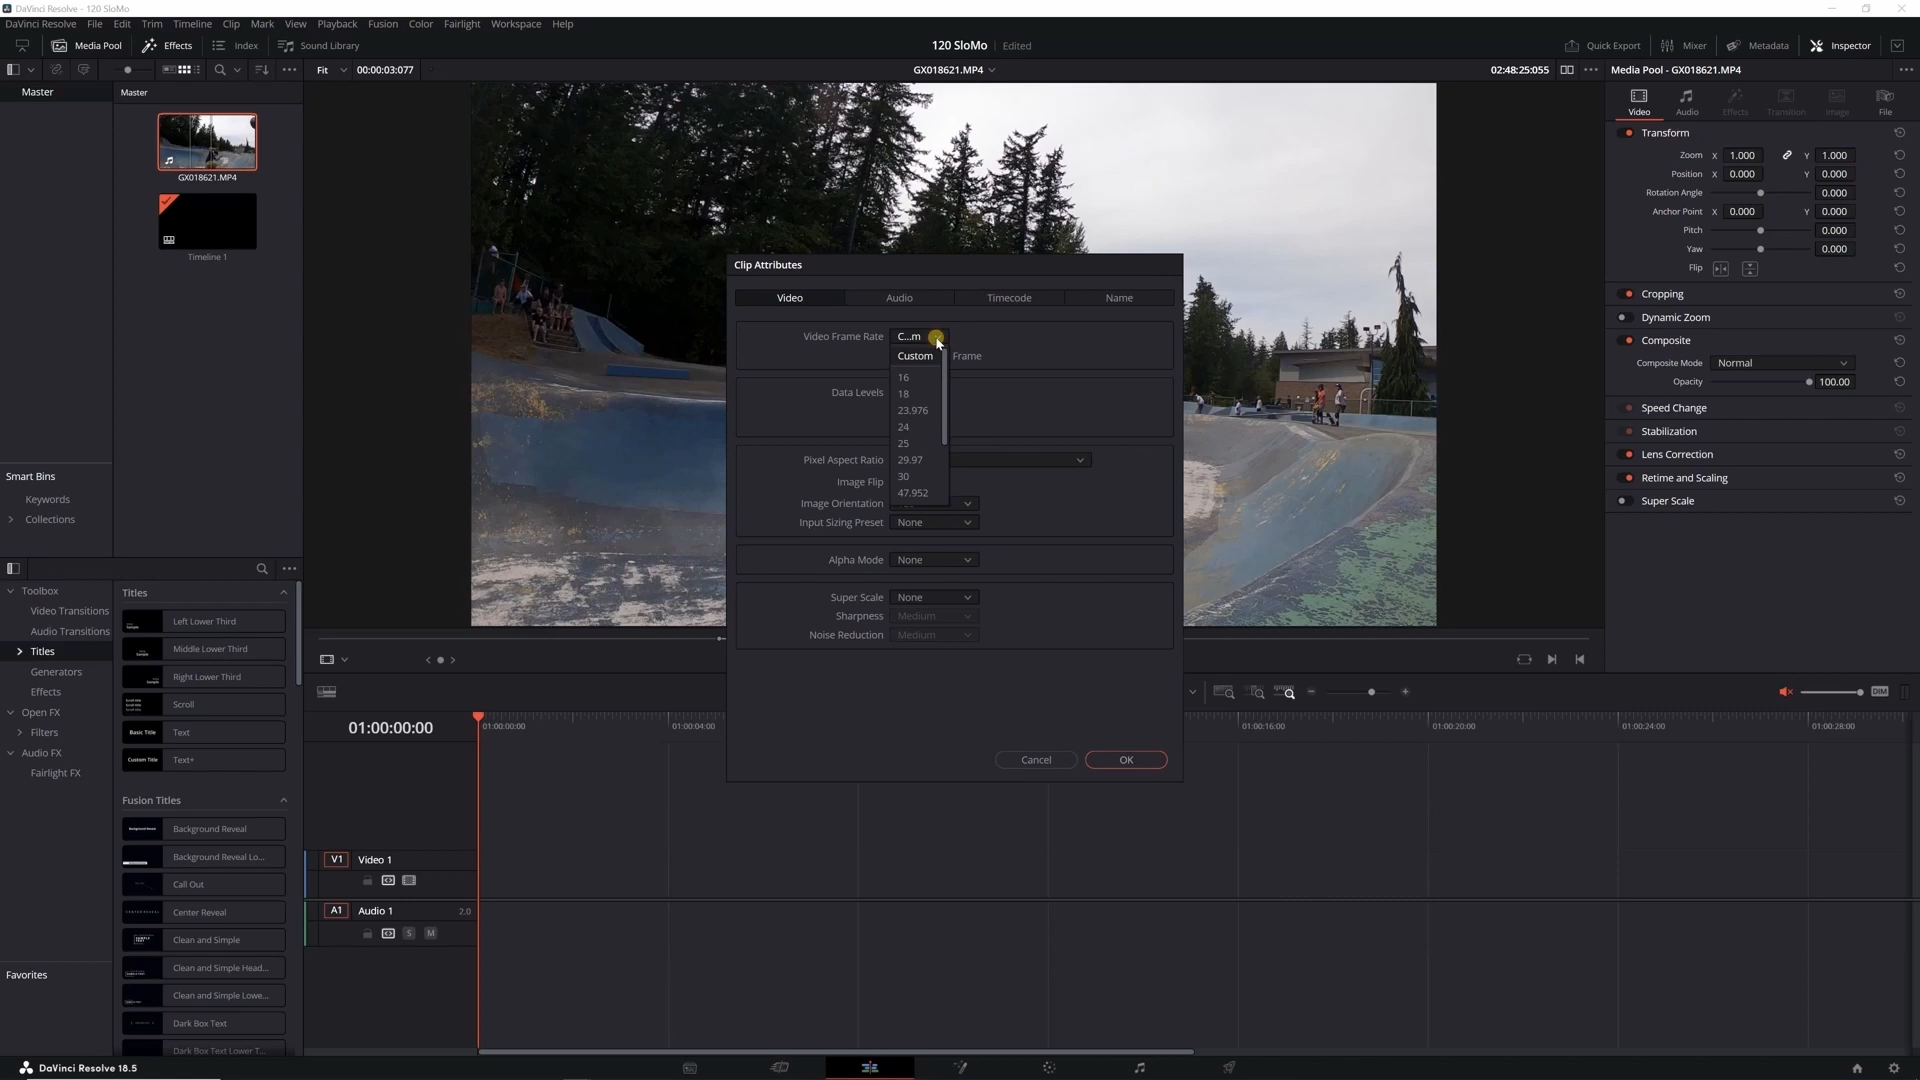 DaVinci Resolve - 120 SloMo
DaVinci Resolve File Edit Trim Timeline Clip Mark View Playback Fusion Color Fairlight Workspace Help
Media Pool Effects Index Sound Library 120 SloMo Edited Quick Export Mixer Metadata Inspector
Fit 00:00:03:077 GX018621.MP4 02:48:25:055 Media Pool - GX018621.MP4
Master
Master
GX018621.MP4
Timeline 1
Smart Bins
Keywords
Collections
Toolbox
Video Transitions
Audio Transitions
Titles
Generators
Effects
Open FX
Filters
Audio FX
Fairlight FX
Favorites
Titles
Left Lower Third
Middle Lower Third
Right Lower Third
Scroll
Basic Title Text
Custom Title Text+
Fusion Titles
Background Reveal
Background Reveal Lo...
Call Out
Center Reveal
Clean and Simple
Clean and Simple Head...
Clean and Simple Lowe...
Dark Box Text
Dark Box Text Lower T...
Clip Attributes
Video Audio Timecode Name
Video Frame Rate C...m
Custom Frame
16
18
23.976
24
25
29.97
30
47.952
Data Levels
Pixel Aspect Ratio
Image Flip
Image Orientation
Input Sizing Preset None
Alpha Mode None
Super Scale None
Sharpness Medium
Noise Reduction Medium
Cancel OK
Video Audio Effects Transition Image File
Transform
Zoom X 1.000 Y 1.000
Position X 0.000 Y 0.000
Rotation Angle 0.000
Anchor Point X 0.000 Y 0.000
Pitch 0.000
Yaw 0.000
Flip
Cropping
Dynamic Zoom
Composite
Composite Mode Normal
Opacity 100.00
Speed Change
Stabilization
Lens Correction
Retime and Scaling
Super Scale
DIM
01:00:00:00 01:00:00:00 01:00:04:00 01:00:16:00 01:00:20:00 01:00:24:00 01:00:28:00
V1 Video 1
A1 Audio 1 2.0
S M
DaVinci Resolve 18.5